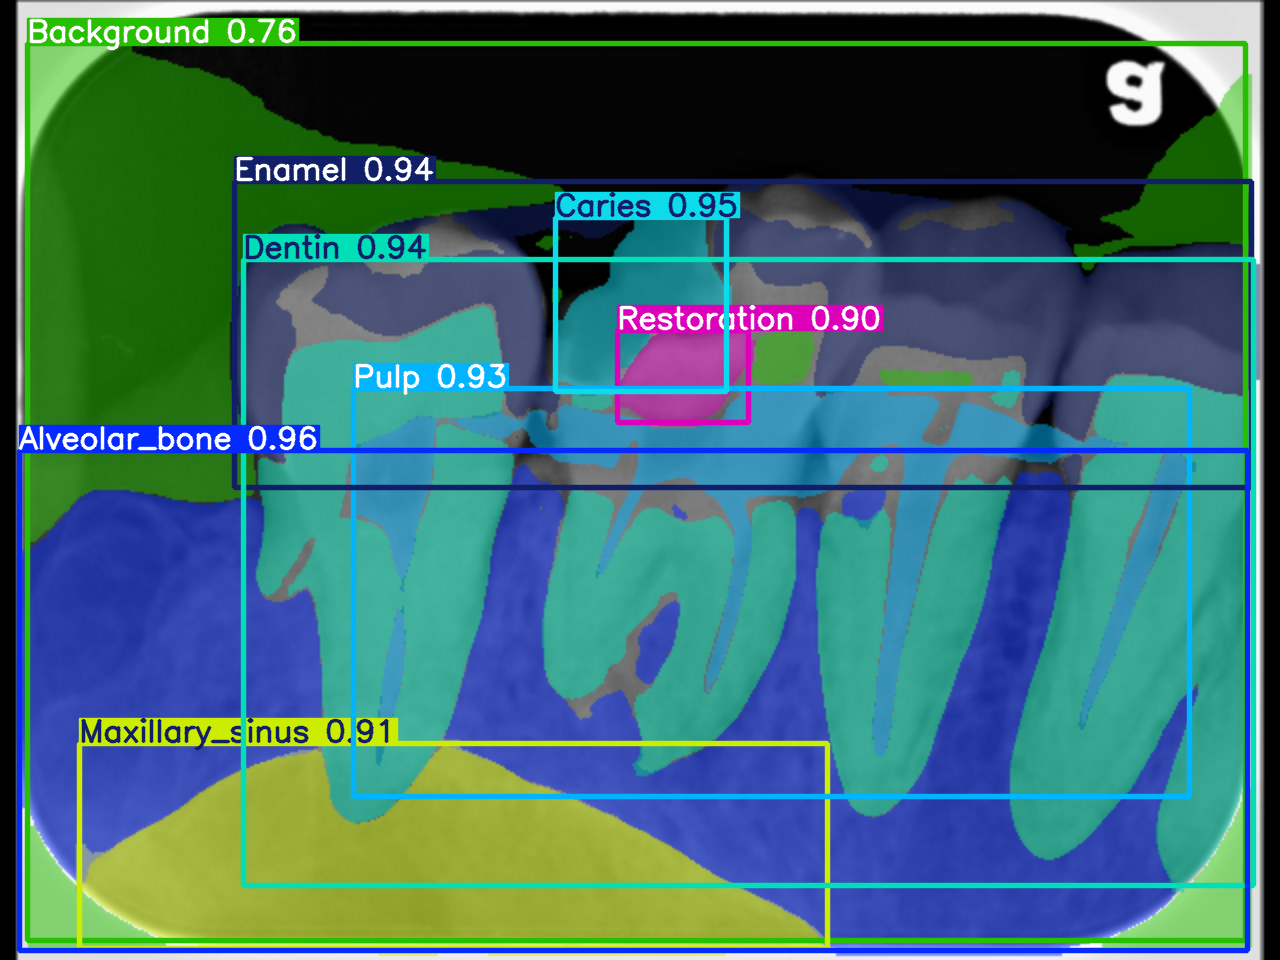 Background 0.76
g
Enamel 0.94
Caries 0.95
Dentin 0.94
Restoration 0.90
Pulp 0.93
Alveolar_bone 0.96
Maxillary_sinus 0.91